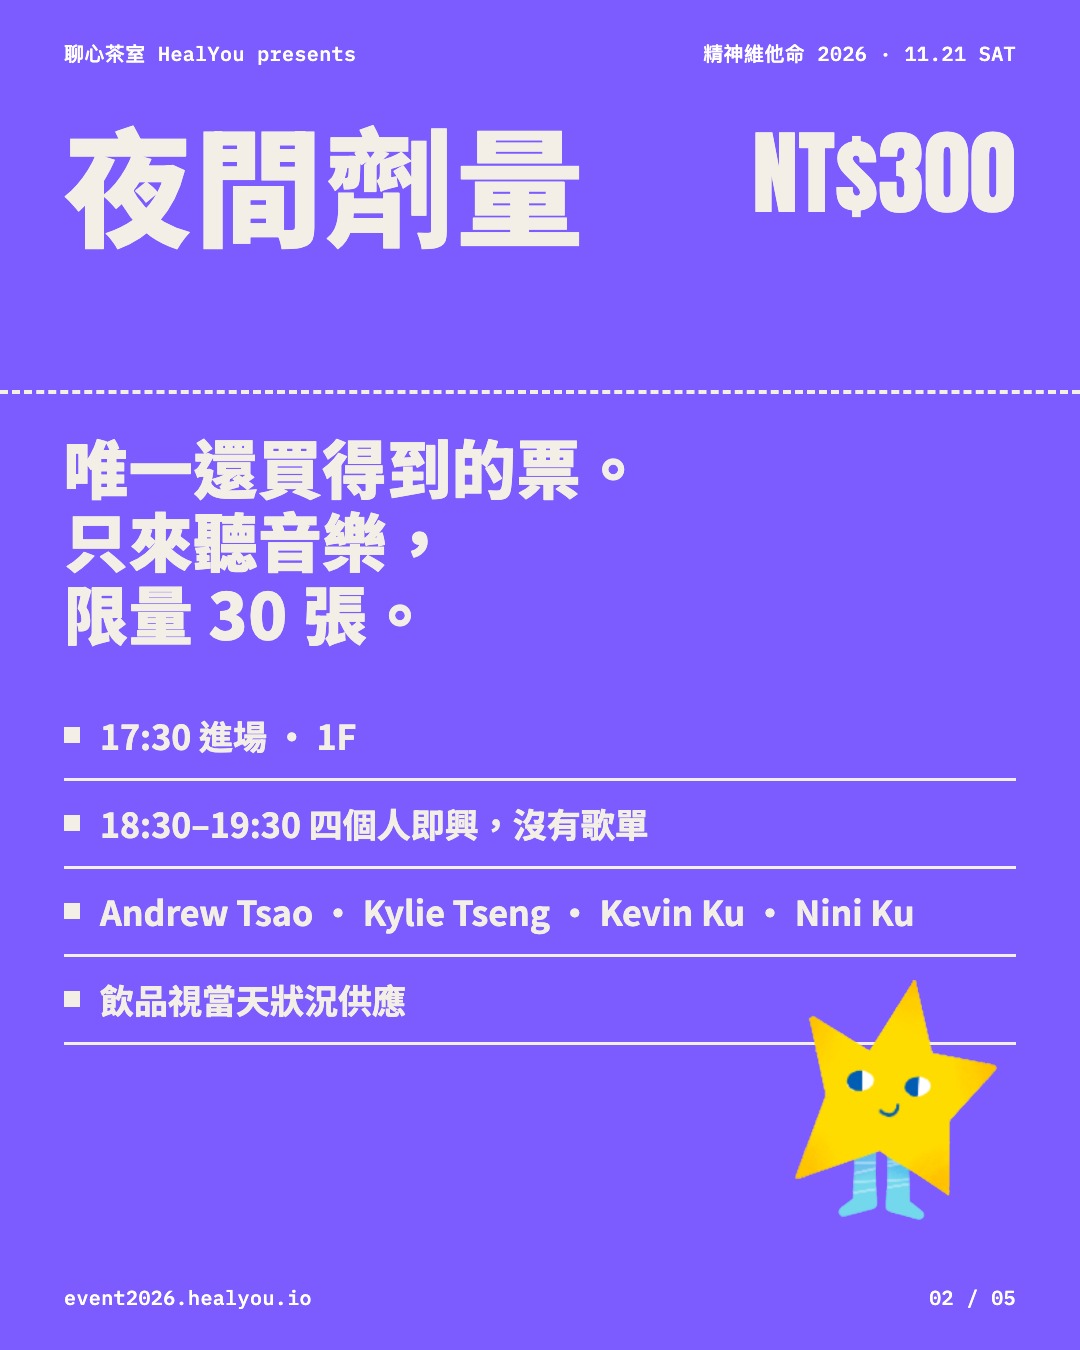 聊心茶室 HealYou presents
精神維他命 2026 · 11.21 SAT
夜間劑量
NT$300
唯一還買得到的票。
只來聽音樂，
限量 30 張。
17:30 進場 · 1F
18:30–19:30 四個人即興，沒有歌單
Andrew Tsao · Kylie Tseng · Kevin Ku · Nini Ku
飲品視當天狀況供應
event2026.healyou.io
02 / 05